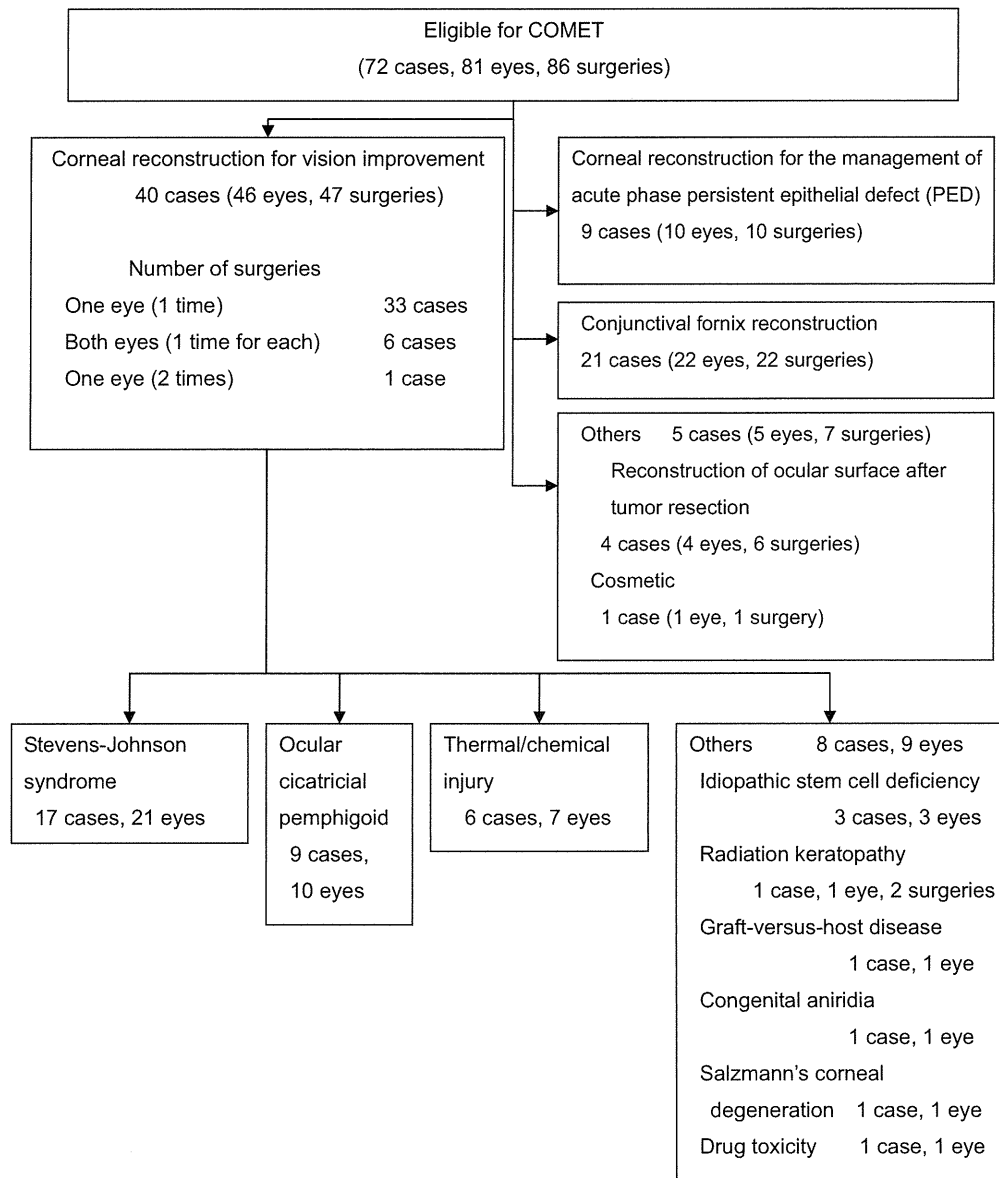 Eligible for COMET
(72 cases, 81 eyes, 86 surgeries)
Corneal reconstruction for vision improvement
40 cases (46 eyes, 47 surgeries)
Number of surgeries
One eye (1 time) 33 cases
Both eyes (1 time for each) 6 cases
One eye (2 times) 1 case
Corneal reconstruction for the management of
acute phase persistent epithelial defect (PED)
9 cases (10 eyes, 10 surgeries)
Conjunctival fornix reconstruction
21 cases (22 eyes, 22 surgeries)
Others 5 cases (5 eyes, 7 surgeries)
Reconstruction of ocular surface after
tumor resection
4 cases (4 eyes, 6 surgeries)
Cosmetic
1 case (1 eye, 1 surgery)
Stevens-Johnson
syndrome
17 cases, 21 eyes
Ocular
cicatricial
pemphigoid
9 cases,
10 eyes
Thermal/chemical
injury
6 cases, 7 eyes
Others 8 cases, 9 eyes
Idiopathic stem cell deficiency
3 cases, 3 eyes
Radiation keratopathy
1 case, 1 eye, 2 surgeries
Graft-versus-host disease
1 case, 1 eye
Congenital aniridia
1 case, 1 eye
Salzmann's corneal
degeneration 1 case, 1 eye
Drug toxicity 1 case, 1 eye